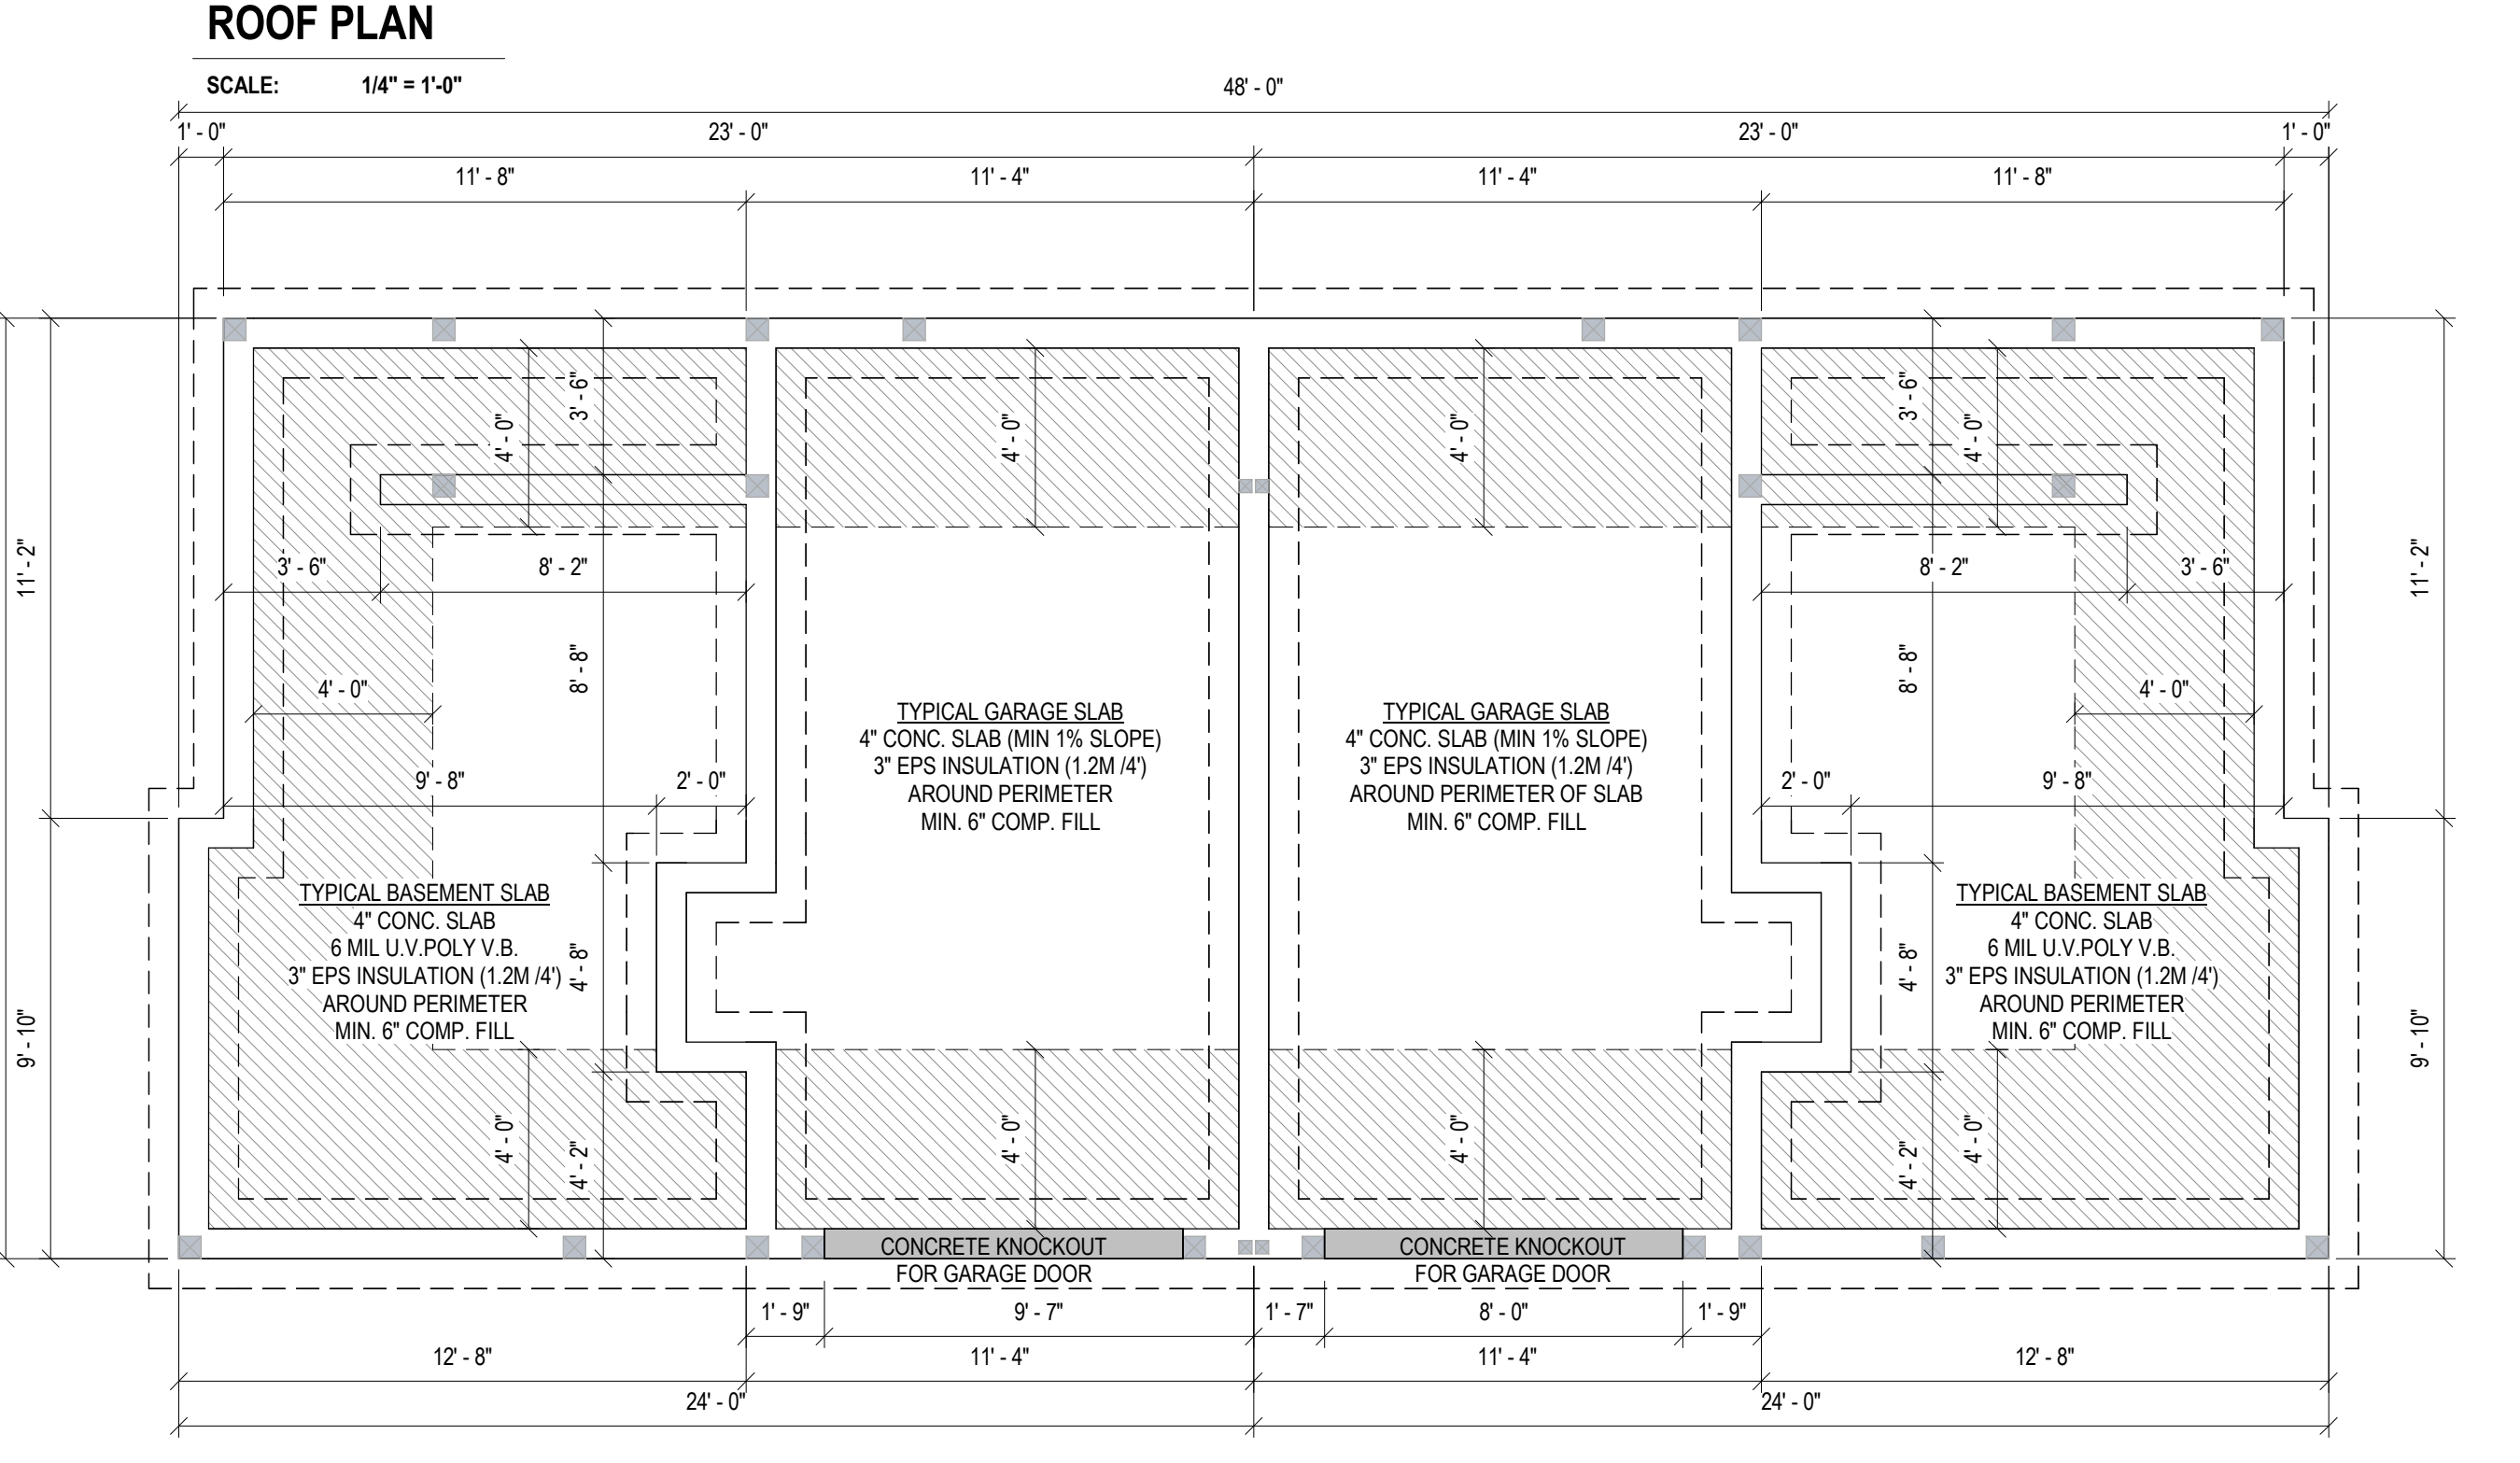 ROOF PLAN
SCALE: 1/4" = 1'-0"
48' - 0"
1' - 0" 23' - 0" 23' - 0" 1' - 0"
11' - 8" 11' - 4" 11' - 4" 11' - 8"
3' - 6" 3' - 6"
4' - 0" 4' - 0" 4' - 0" 4' - 0"
11' - 2" 11' - 2"
3' - 6" 8' - 2" 8' - 2" 3' - 6"
8' - 8" 8' - 8"
4' - 0" 4' - 0"
9' - 8" 2' - 0" 2' - 0" 9' - 8"
TYPICAL GARAGE SLAB
4" CONC. SLAB (MIN 1% SLOPE)
3" EPS INSULATION (1.2M /4')
AROUND PERIMETER
MIN. 6" COMP. FILL
TYPICAL GARAGE SLAB
4" CONC. SLAB (MIN 1% SLOPE)
3" EPS INSULATION (1.2M /4')
AROUND PERIMETER OF SLAB
MIN. 6" COMP. FILL
TYPICAL BASEMENT SLAB
4" CONC. SLAB
6 MIL U.V.POLY V.B.
3" EPS INSULATION (1.2M /4')
AROUND PERIMETER
MIN. 6" COMP. FILL
4' - 8" 4' - 8"
TYPICAL BASEMENT SLAB
4" CONC. SLAB
6 MIL U.V.POLY V.B.
3" EPS INSULATION (1.2M /4')
AROUND PERIMETER
MIN. 6" COMP. FILL
9' - 10" 9' - 10"
4' - 0" 4' - 0" 4' - 0" 4' - 0"
4' - 2" 4' - 2"
CONCRETE KNOCKOUT
FOR GARAGE DOOR
CONCRETE KNOCKOUT
FOR GARAGE DOOR
1' - 9" 9' - 7" 1' - 7" 8' - 0" 1' - 9"
12' - 8" 11' - 4" 11' - 4" 12' - 8"
24' - 0" 24' - 0"